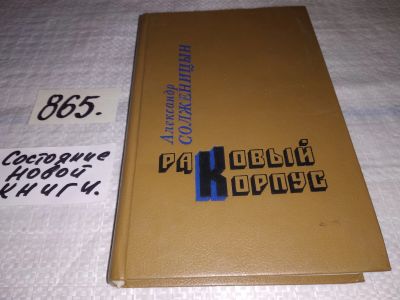 865.
Состояние
новой
книги.
Александр
СОЛЖЕНИЦЫН
РАКОВЫЙ
КОРПУС